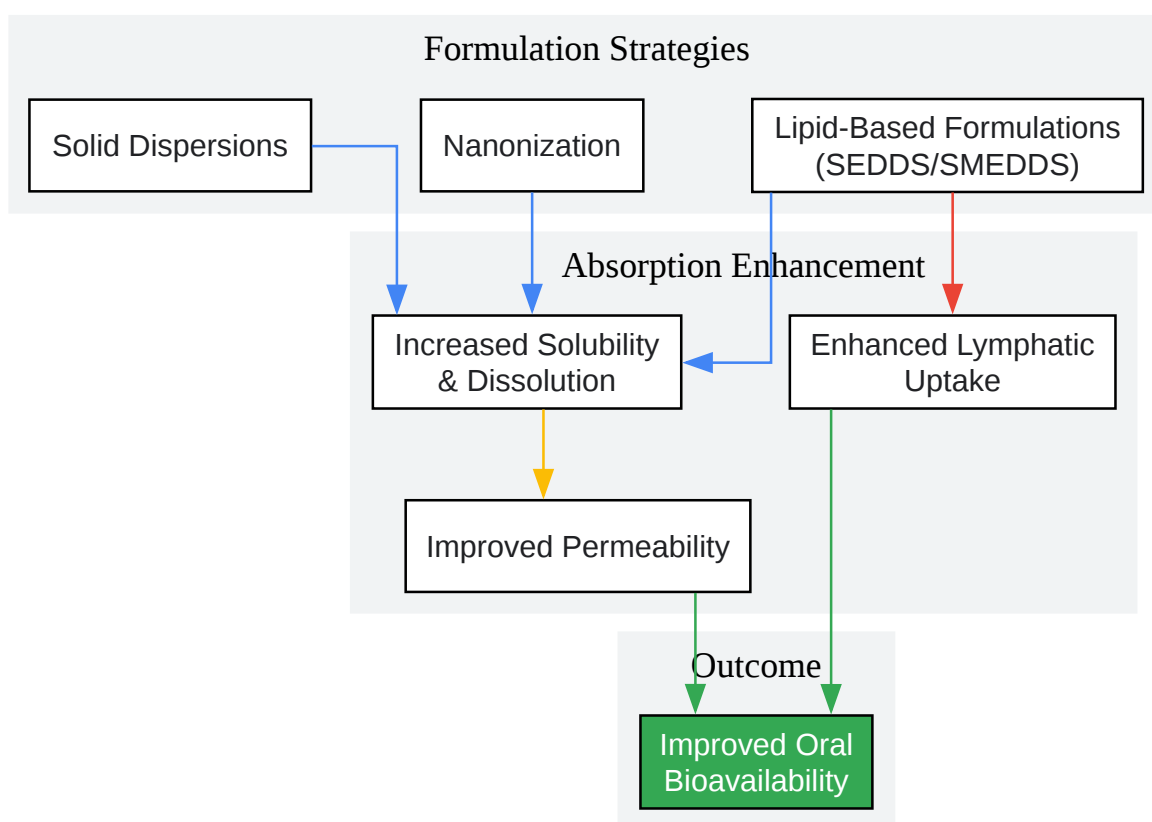 Formulation Strategies
Solid Dispersions
Nanonization
Lipid-Based Formulations
(SEDDS/SMEDDS)
Absorption Enhancement
Increased Solubility
& Dissolution
Enhanced Lymphatic
Uptake
Improved Permeability
Outcome
Improved Oral
Bioavailability